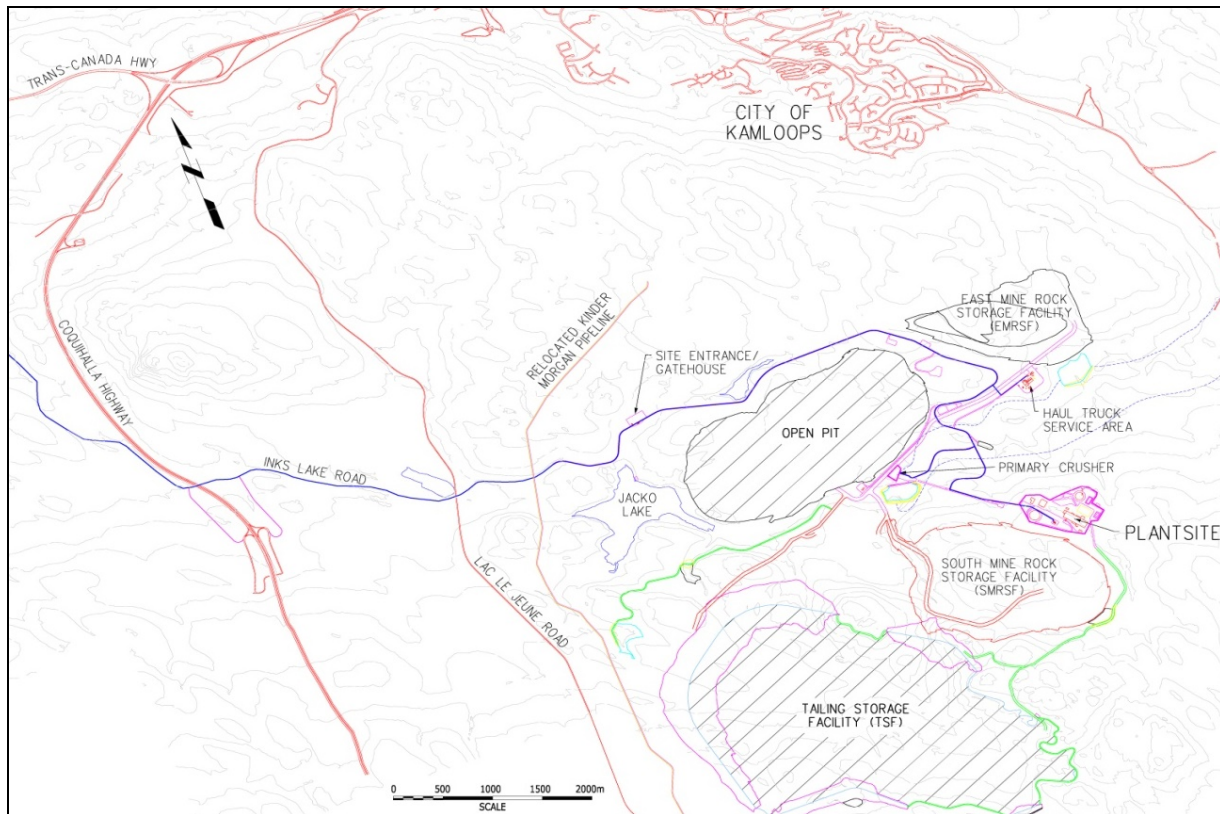 TRANS-CANADA HWY
CITY OF
KAMLOOPS
EAST MINE ROCK
STORAGE FACILITY
(EMRSF)
RELOCATED KINDER
MORGAN PIPELINE
SITE ENTRANCE/
GATEHOUSE
COQUIHALLA HIGHWAY
HAUL TRUCK
SERVICE AREA
OPEN PIT
INKS LAKE ROAD
PRIMARY CRUSHER
JACKO
LAKE
PLANTSITE
LAC LE JEUNE ROAD
SOUTH MINE ROCK
STORAGE FACILITY
(SMRSF)
TAILING STORAGE
FACILITY (TSF)
0 500 1000 1500 2000m
SCALE